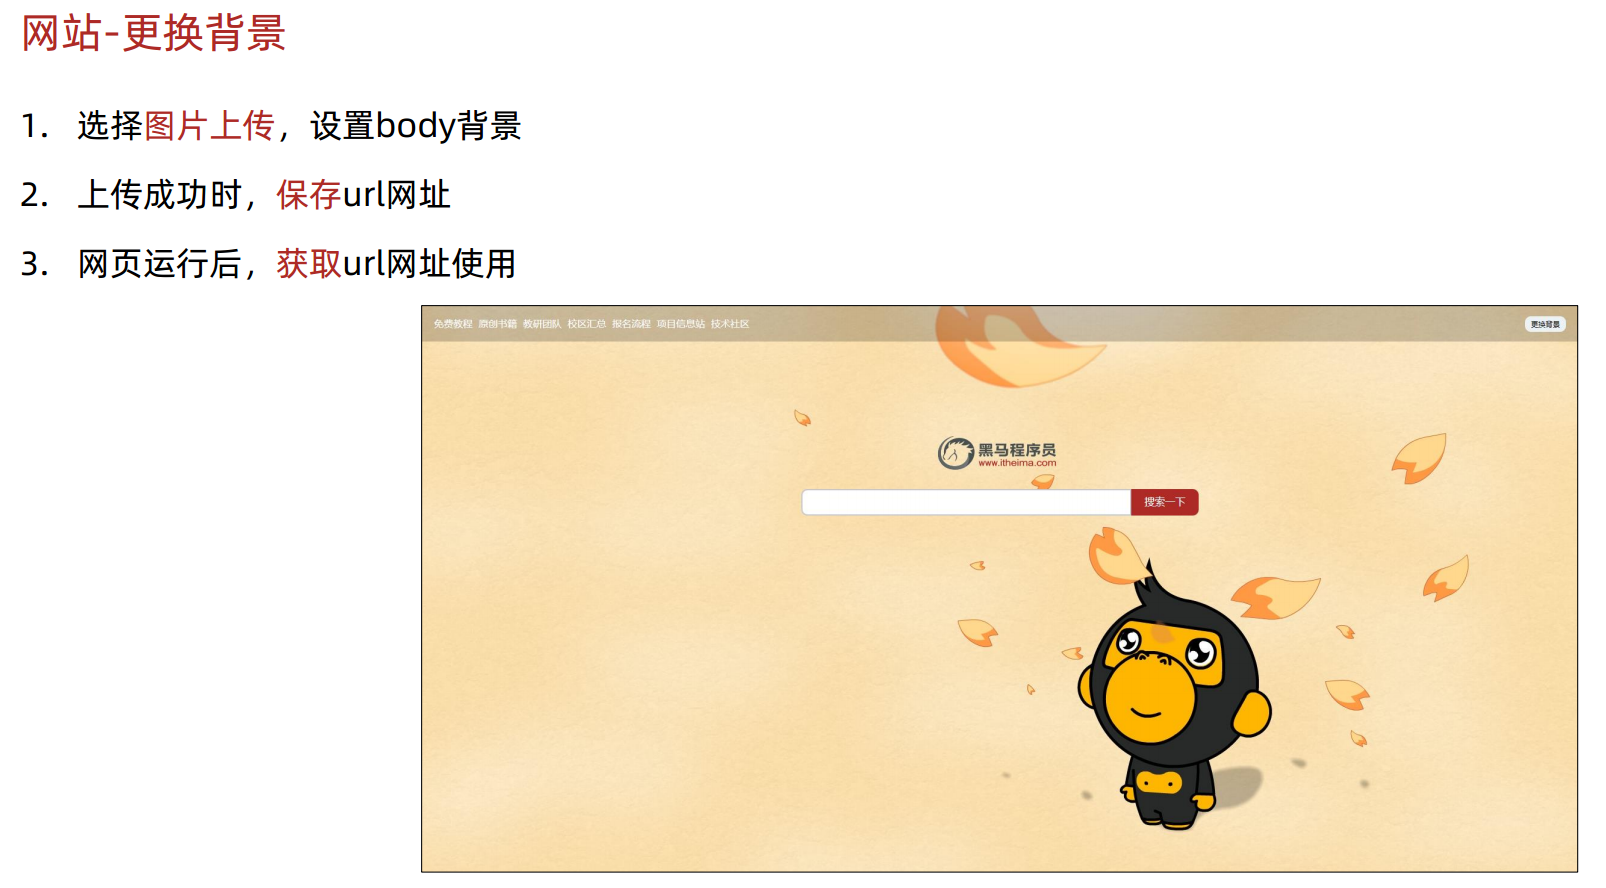 网站-更换背景
1. 选择图片上传，设置body背景
2. 上传成功时，保存url网址
3. 网页运行后，获取url网址使用
免费教程 原创书籍 教研团队 校区汇总 报名流程 项目信息站 技术社区
更换背景
黑马程序员
www.itheima.com
搜索一下